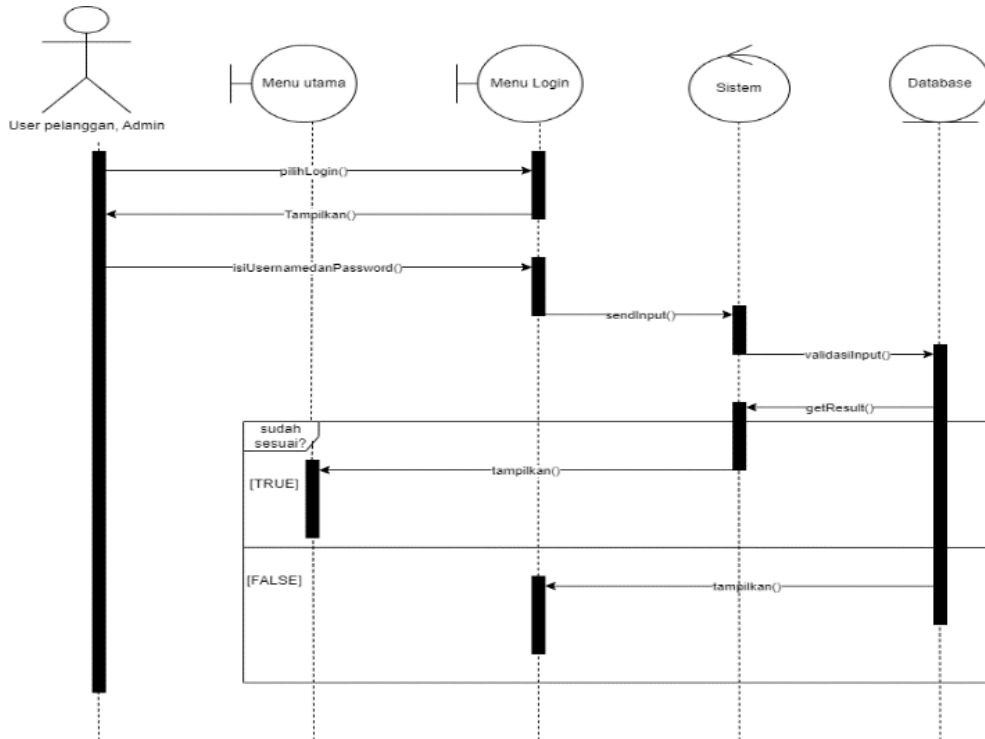 Menu utama
Menu Login
Sistem
Database
User pelanggan, Admin
pilihLogin()
Tampilkan()
isiUsernamedanPassword()
sendInput()
validasiInput()
getResult()
sudah
sesuai?
tampilkan()
[TRUE]
[FALSE]
tampilkan()